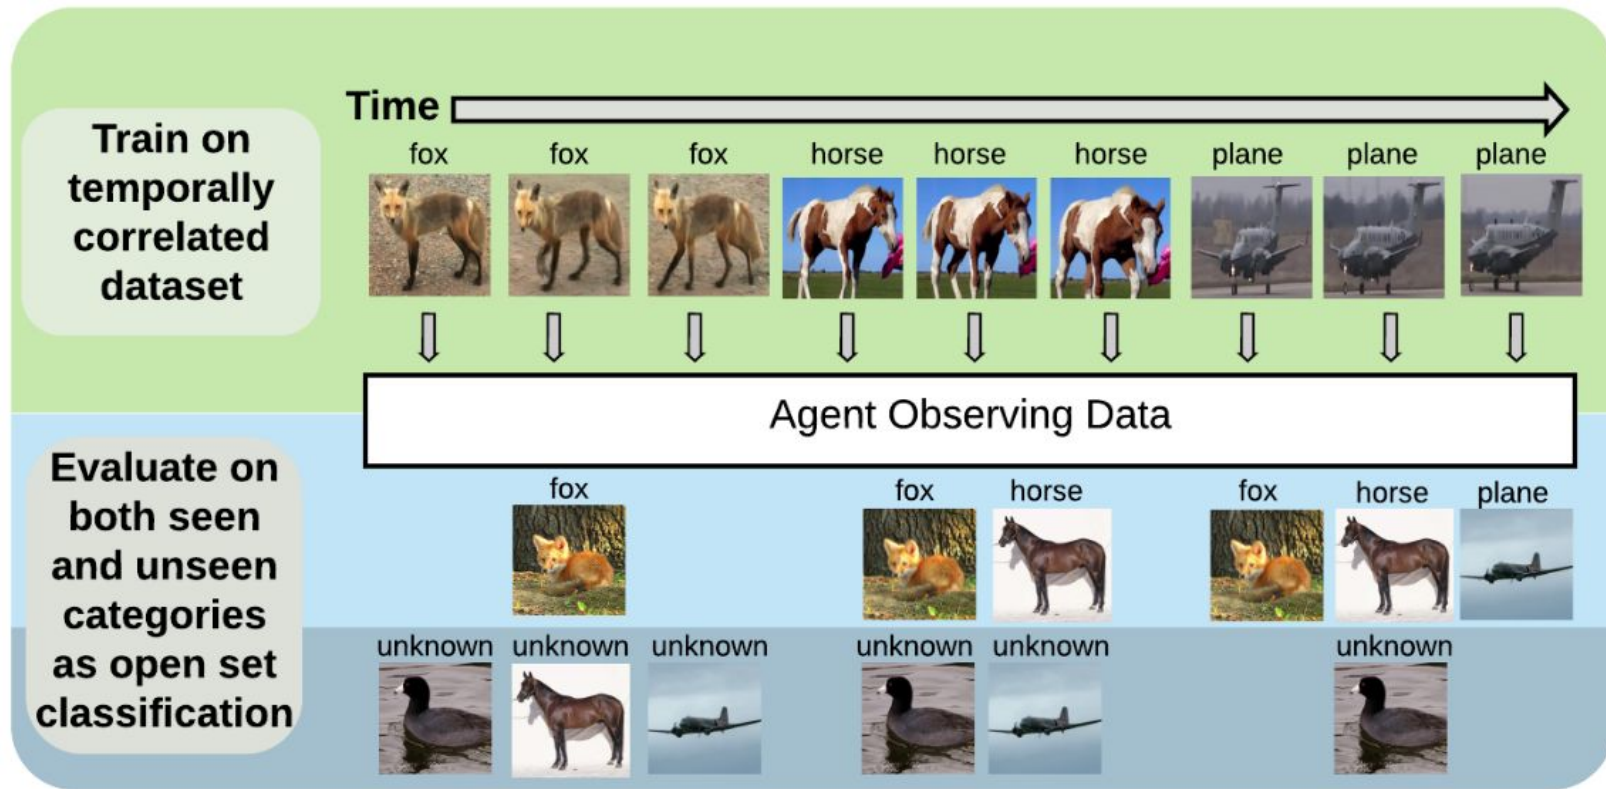 Time
Train on
temporally
correlated
dataset
fox fox fox horse horse horse plane plane plane
Agent Observing Data
Evaluate on
both seen
and unseen
categories
as open set
classification
fox fox horse fox horse plane
unknown unknown unknown unknown unknown unknown